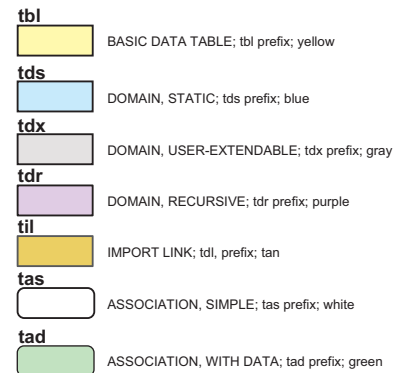 tbl
BASIC DATA TABLE; tbl prefix; yellow
tds
DOMAIN, STATIC; tds prefix; blue
tdx
DOMAIN, USER-EXTENDABLE; tdx prefix; gray
tdr
DOMAIN, RECURSIVE; tdr prefix; purple
til
IMPORT LINK; tdl, prefix; tan
tas
ASSOCIATION, SIMPLE; tas prefix; white
tad
ASSOCIATION, WITH DATA; tad prefix; green